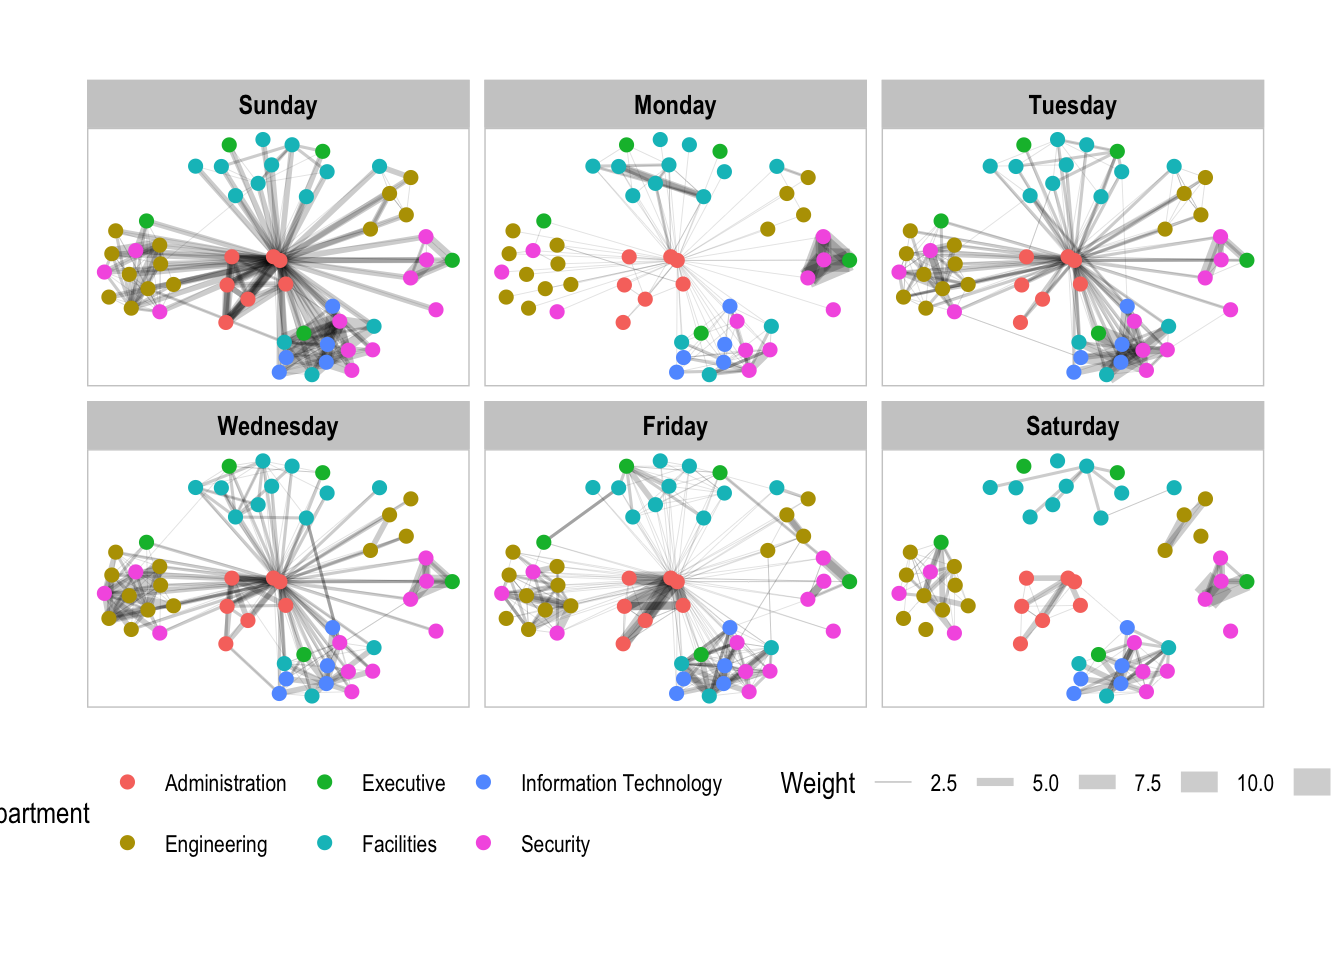 Sunday
Monday
Tuesday
Wednesday
Friday
Saturday
Administration
Executive
Information Technology
Weight
2.5
5.0
7.5
10.0
partment
Engineering
Facilities
Security